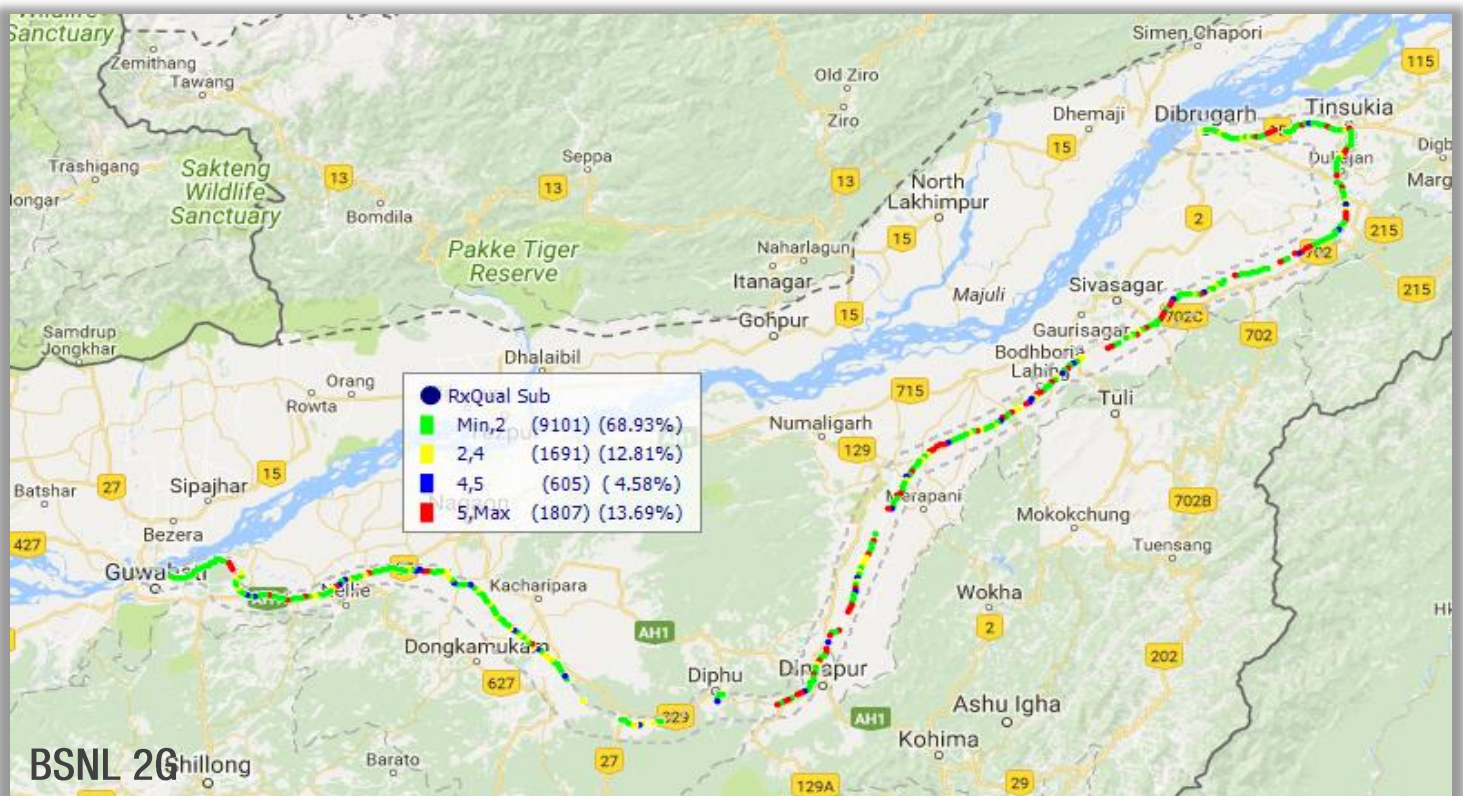 Sanctuary
Zemithang
Tawang
Simen Chapori
115
Old Ziro
Ziro
Dhemaji
Dibrugarh
Tinsukia
15
15
Trashigang
Sakteng
Wildlife
Sanctuary
13
Bomdila
Seppa
13
13
North
Lakhimpur
Duliajan
2
215
Pakke Tiger
Reserve
Naharlagun
15
Itanagar
Majuli
Sivasagar
702
215
Samdrup
Jongkhar
Gohpur
15
Gaurisagar
702C
702
Dhalaibil
Bodhboria
Lahing
Orang
Rowta
715
Tuli
RxQual Sub
Min,2 (9101) (68.93%)
2,4 (1691) (12.81%)
4,5 (605) ( 4.58%)
5,Max (1807) (13.69%)
Numaligarh
129
Merapani
15
27
Batshar
Sipajhar
Bezera
427
Mokokchung
702B
Tuensang
Guwahati
Nellie
Kacharipara
Wokha
2
AH1
Dongkamukam
627
Diphu
Dimapur
202
329
AH1
Ashu Igha
Kohima
BSNL 2G
Shillong
Barato
27
129A
29